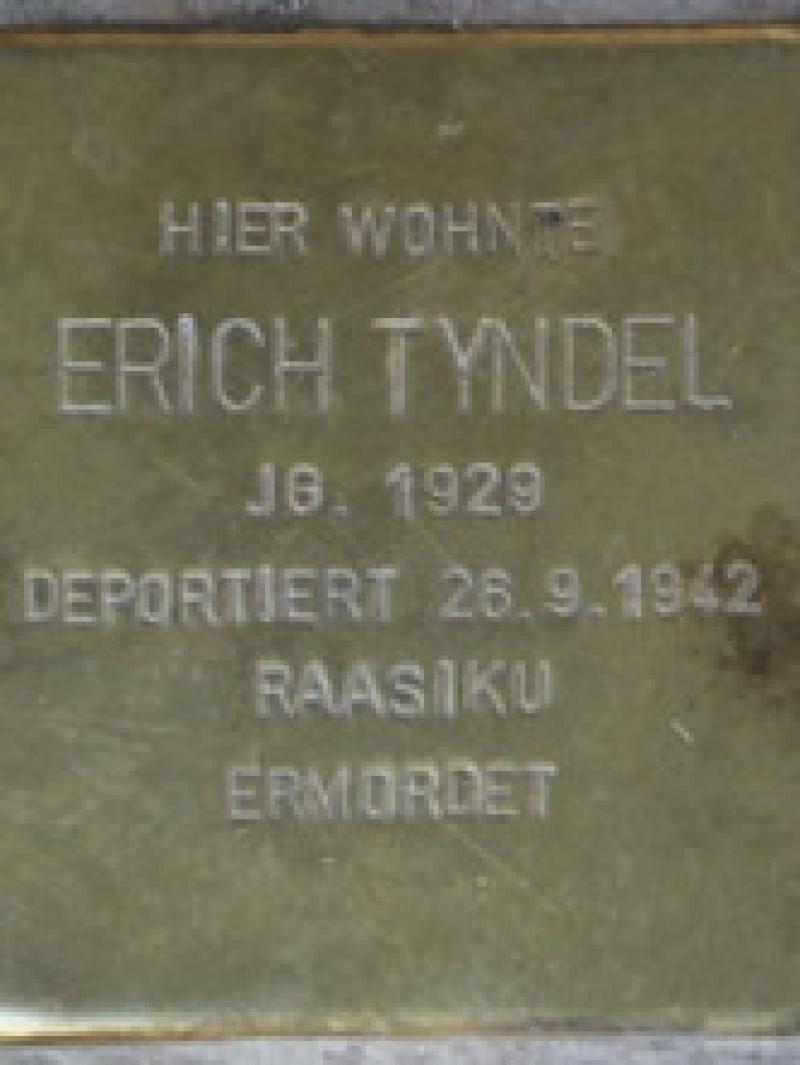 HIER WOHNTE
ERICH TYNDEL
JG. 1929
DEPORTIERT 26.9.1942
RAASIKU
ERMORDET